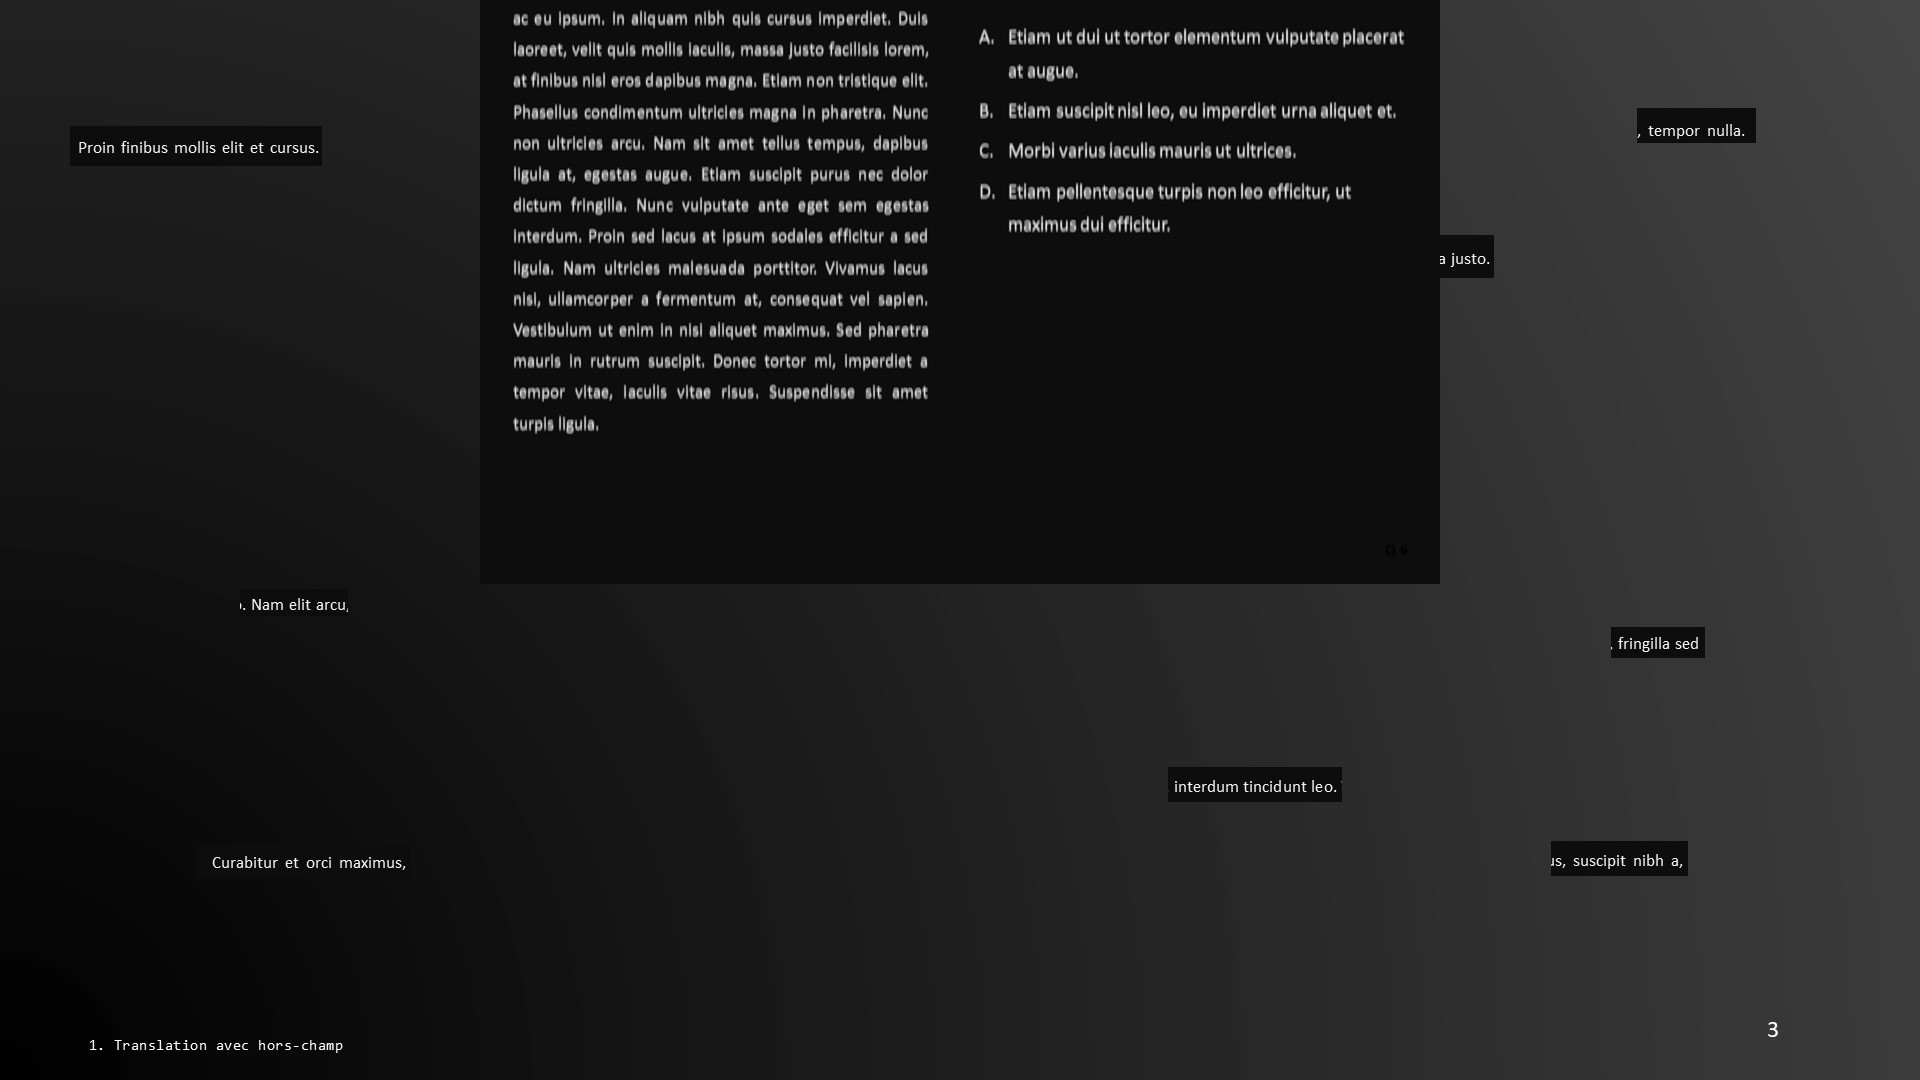 ac eu ipsum. In aliquam nibh quis cursus imperdiet. Duis
laoreet, velit quis mollis iaculis, massa justo facilisis lorem,
at finibus nisl eros dapibus magna. Etiam non tristique elit.
Phasellus condimentum ultricies magna in pharetra. Nunc
non ultricies arcu. Nam sit amet tellus tempus, dapibus
ligula at, egestas augue. Etiam suscipit purus nec dolor
dictum fringilla. Nunc vulputate ante eget sem egestas
interdum. Proin sed lacus at ipsum sodales efficitur a sed
ligula. Nam ultricies malesuada porttitor. Vivamus lacus
nisi, ullamcorper a fermentum at, consequat vel sapien.
Vestibulum ut enim in nisi aliquet maximus. Sed pharetra
mauris in rutrum suscipit. Donec tortor mi, imperdiet a
tempor vitae, iaculis vitae risus. Suspendisse sit amet
turpis ligula.
A. Etiam ut dui ut tortor elementum vulputate placerat
at augue.
B. Etiam suscipit nisl leo, eu imperdiet urna aliquet et.
C. Morbi varius iaculis mauris ut ultrices.
D. Etiam pellentesque turpis non leo efficitur, ut
maximus dui efficitur.
Q 6
Proin finibus mollis elit et cursus.
, tempor nulla.
a justo.
. Nam elit arcu,
, fringilla sed
interdum tincidunt leo.
Curabitur et orci maximus,
us, suscipit nibh a,
1. Translation avec hors-champ
3